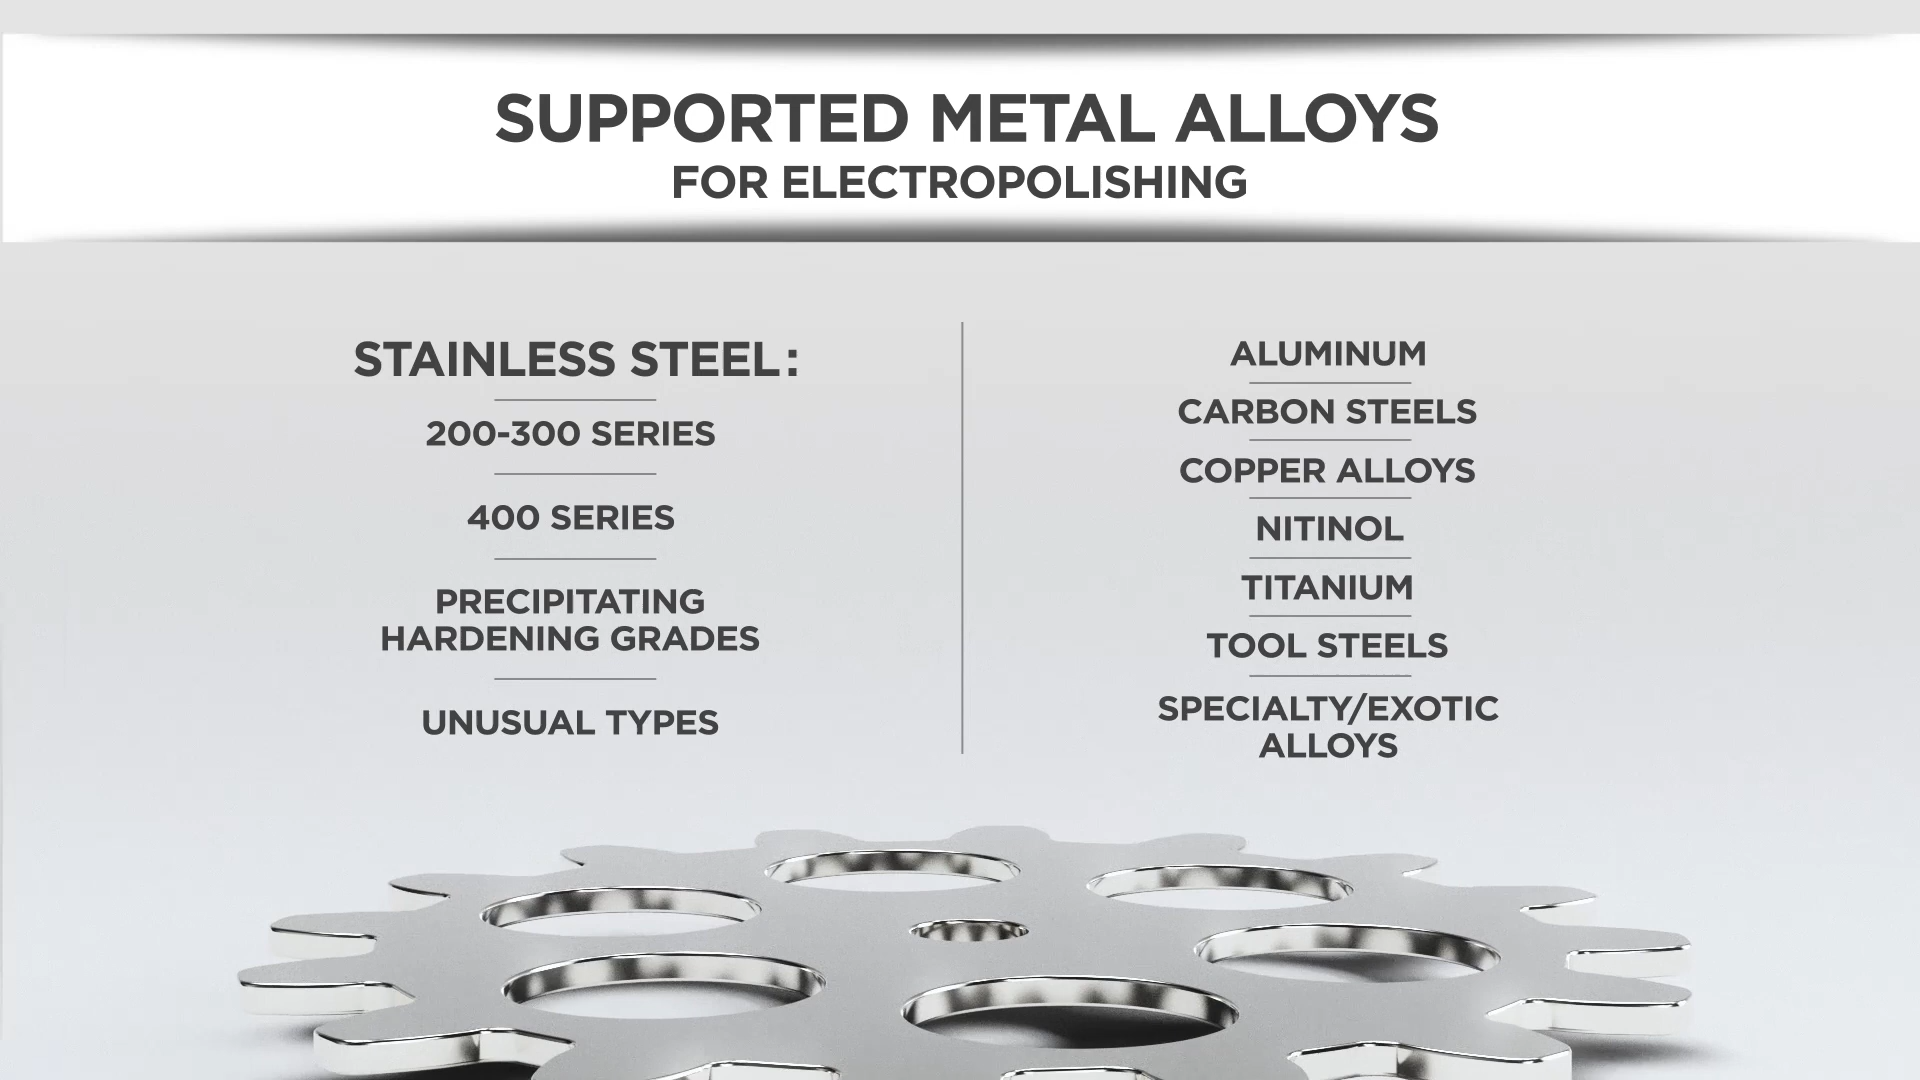 SUPPORTED METAL ALLOYS
FOR ELECTROPOLISHING
STAINLESS STEEL:
200-300 SERIES
400 SERIES
PRECIPITATING
HARDENING GRADES
UNUSUAL TYPES
ALUMINUM
CARBON STEELS
COPPER ALLOYS
NITINOL
TITANIUM
TOOL STEELS
SPECIALTY/EXOTIC
ALLOYS